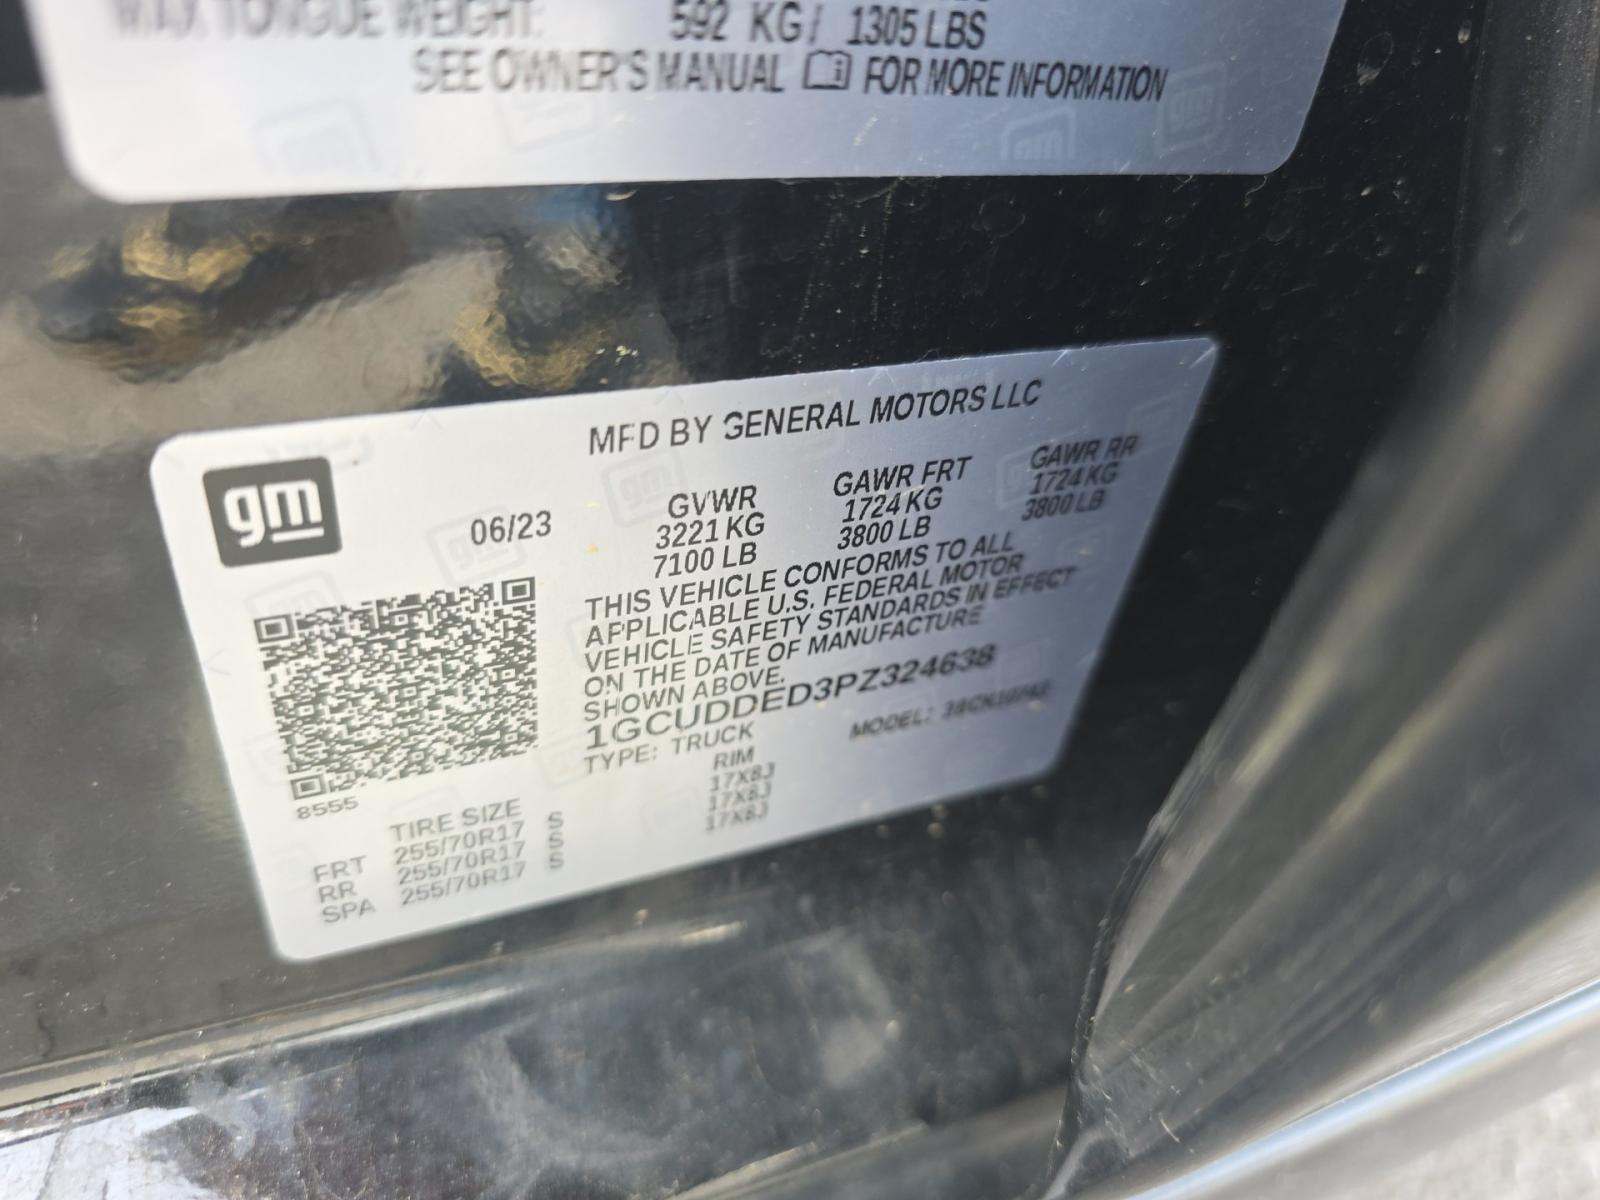 MAX TONGUE WEIGHT: 592 KG/ 1305 LBS
SEE OWNER'S MANUAL FOR MORE INFORMATION
MFD BY GENERAL MOTORS LLC
gm
06/23
GVWR GAWR FRT GAWR RR
3221 KG 1724 KG 1724 KG
7100 LB 3800 LB 3800 LB
THIS VEHICLE CONFORMS TO ALL
APPLICABLE U.S. FEDERAL MOTOR
VEHICLE SAFETY STANDARDS IN EFFECT
ON THE DATE OF MANUFACTURE
SHOWN ABOVE.
1GCUDDED3PZ324638
TYPE: TRUCK MODEL:
8555
TIRE SIZE RIM
FRT 255/70R17 S 17X8J
RR 255/70R17 S 17X8J
SPA 255/70R17 S 17X8J